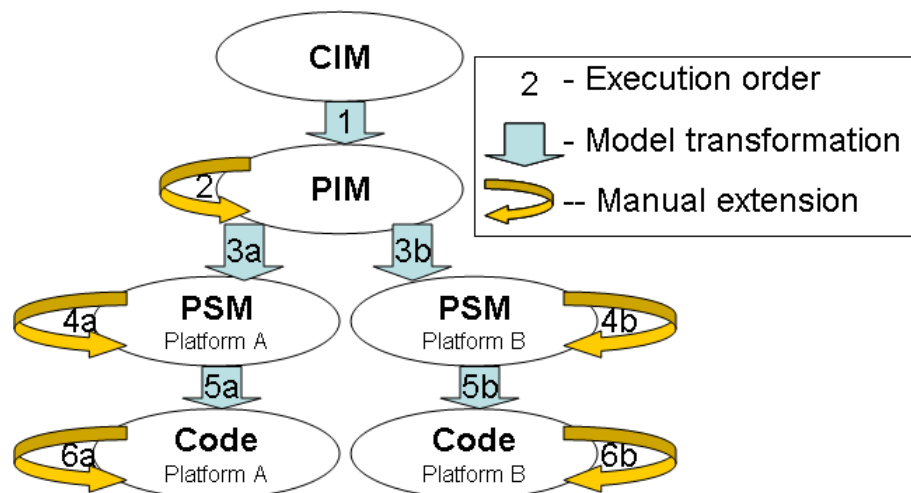 CIM
2 - Execution order
1
- Model transformation
2
PIM
-- Manual extension
3a 3b
PSM PSM
4a 4b
Platform A Platform B
5a 5b
Code Code
6a 6b
Platform A Platform B